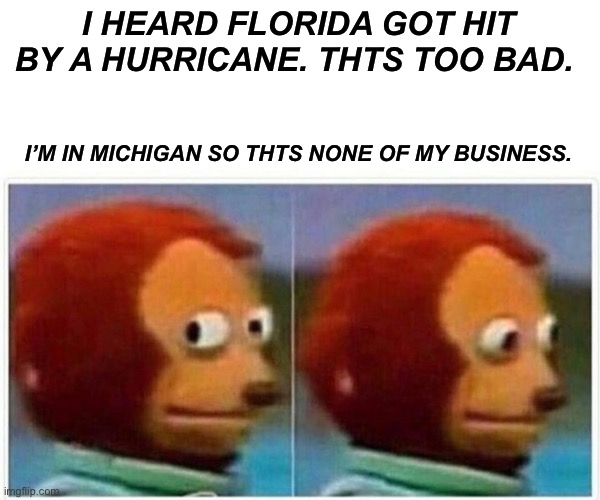 I HEARD FLORIDA GOT HIT
BY A HURRICANE. THTS TOO BAD.
I’M IN MICHIGAN SO THTS NONE OF MY BUSINESS.
imgflip.com